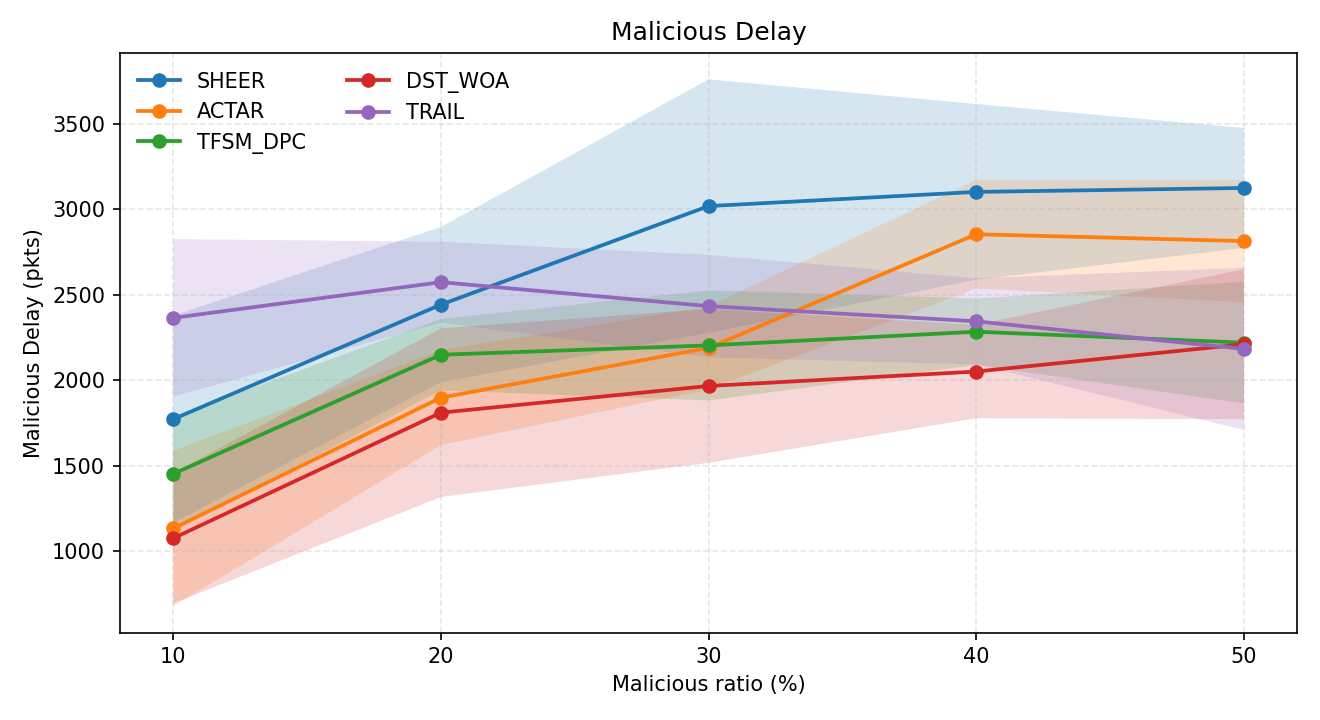 Malicious Delay
SHEER
ACTAR
TFSM_DPC
DST_WOA
TRAIL
Malicious Delay (pkts)
3500
3000
2500
2000
1500
1000
10 20 30 40 50
Malicious ratio (%)